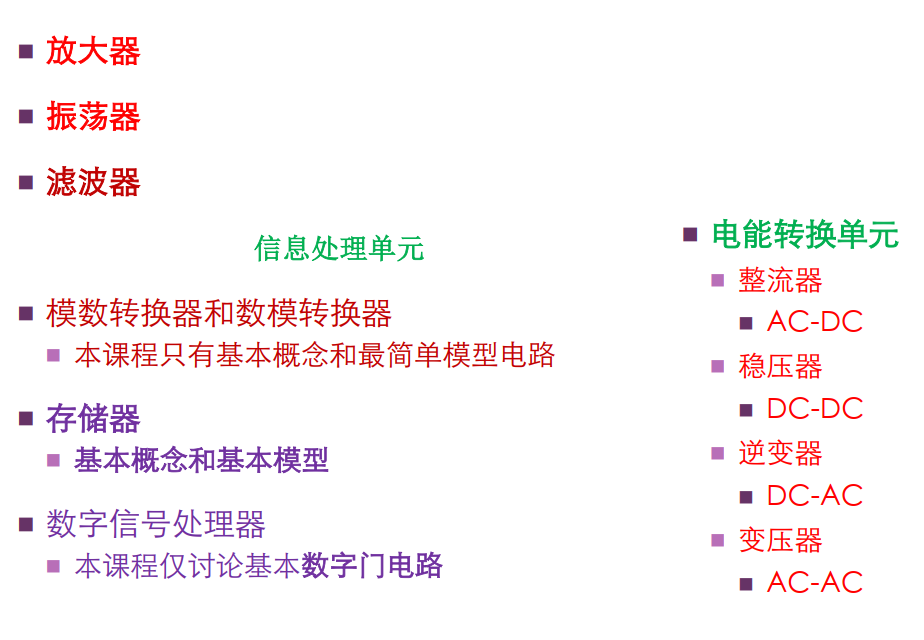 放大器
振荡器
滤波器
信息处理单元
模数转换器和数模转换器
本课程只有基本概念和最简单模型电路
存储器
基本概念和基本模型
数字信号处理器
本课程仅讨论基本数字门电路
电能转换单元
整流器
AC-DC
稳压器
DC-DC
逆变器
DC-AC
变压器
AC-AC